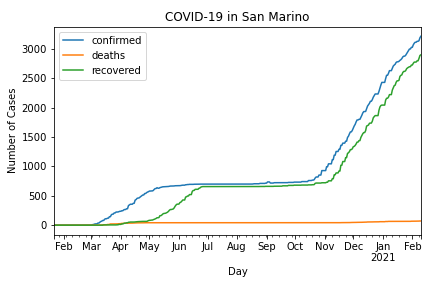 COVID-19 in San Marino
confirmed
deaths
recovered
Number of Cases
3000
2500
2000
1500
1000
500
0
Feb Mar Apr May Jun Jul Aug Sep Oct Nov Dec Jan Feb
2021
Day